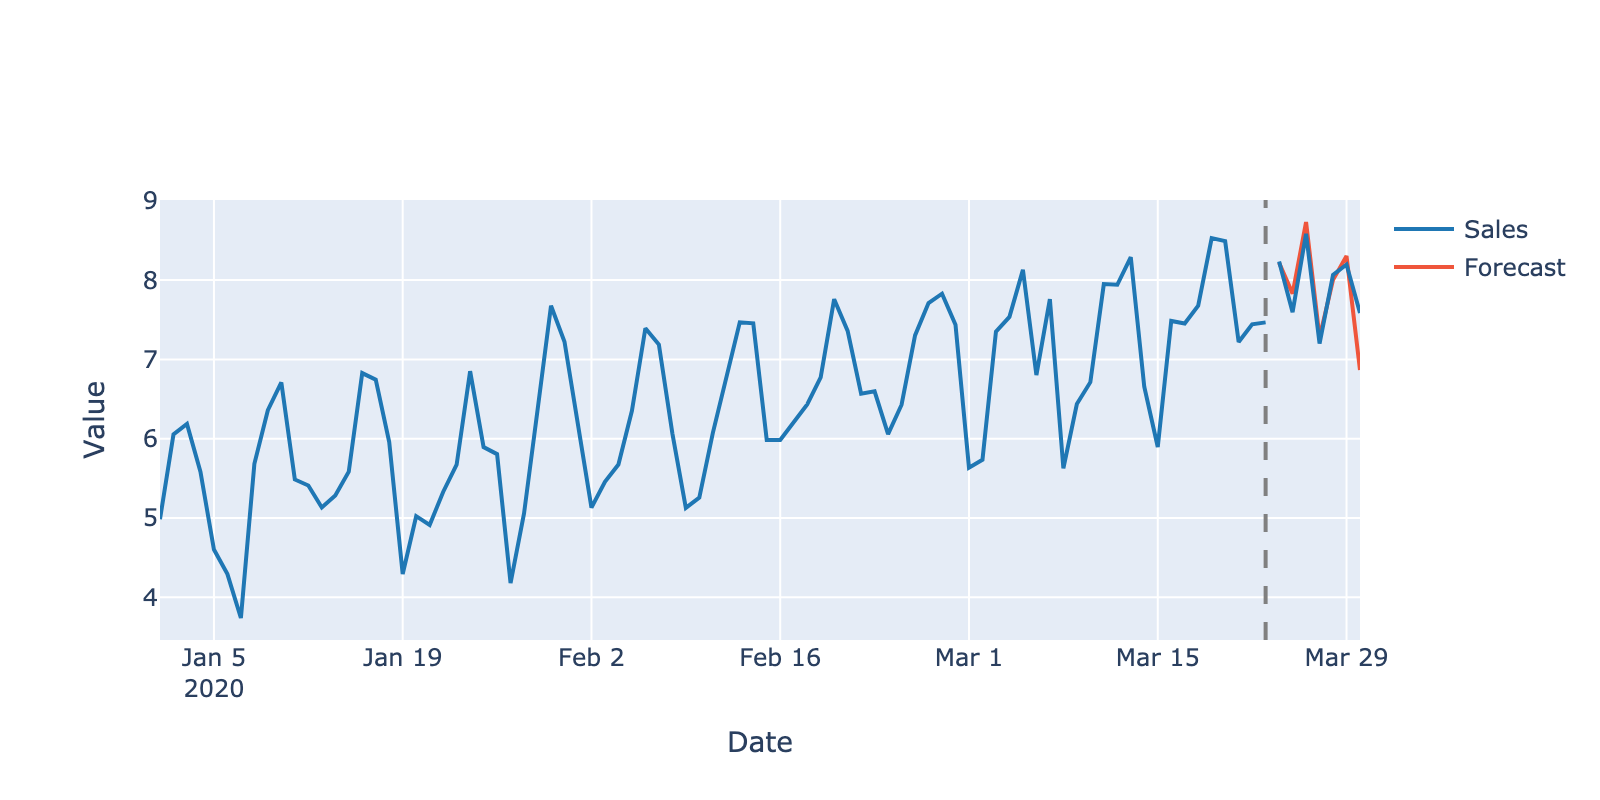 9
8
7
6
5
4
Value
Jan 5
2020
Jan 19
Feb 2
Feb 16
Mar 1
Mar 15
Mar 29
Date
Sales
Forecast